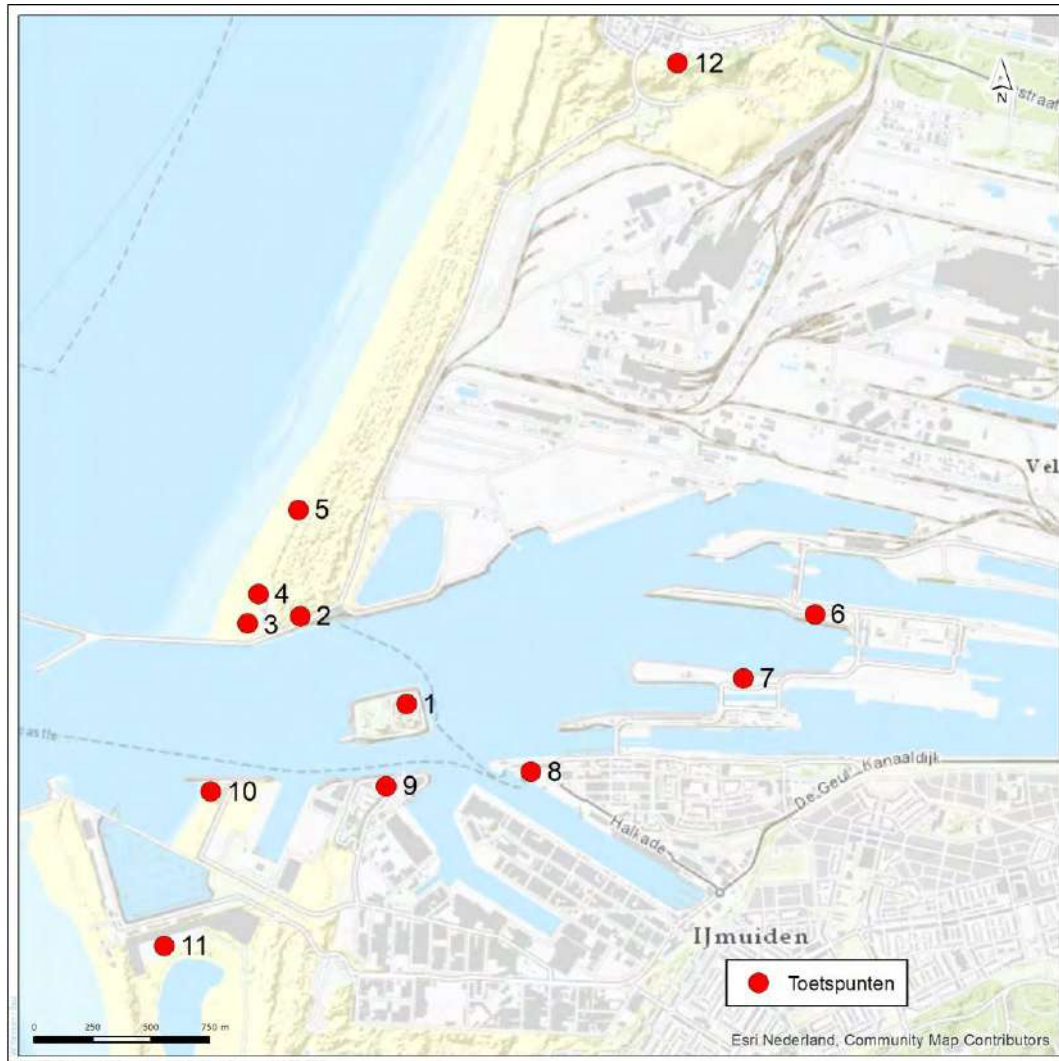 12
N
straat
5
Vel
4
3
2
6
7
1
astle
8
De Geul
Kanaaldijk
10
9
Halkade
11
IJmuiden
Toetspunten
0 250 500 750 m
Esri Nederland, Community Map Contributors